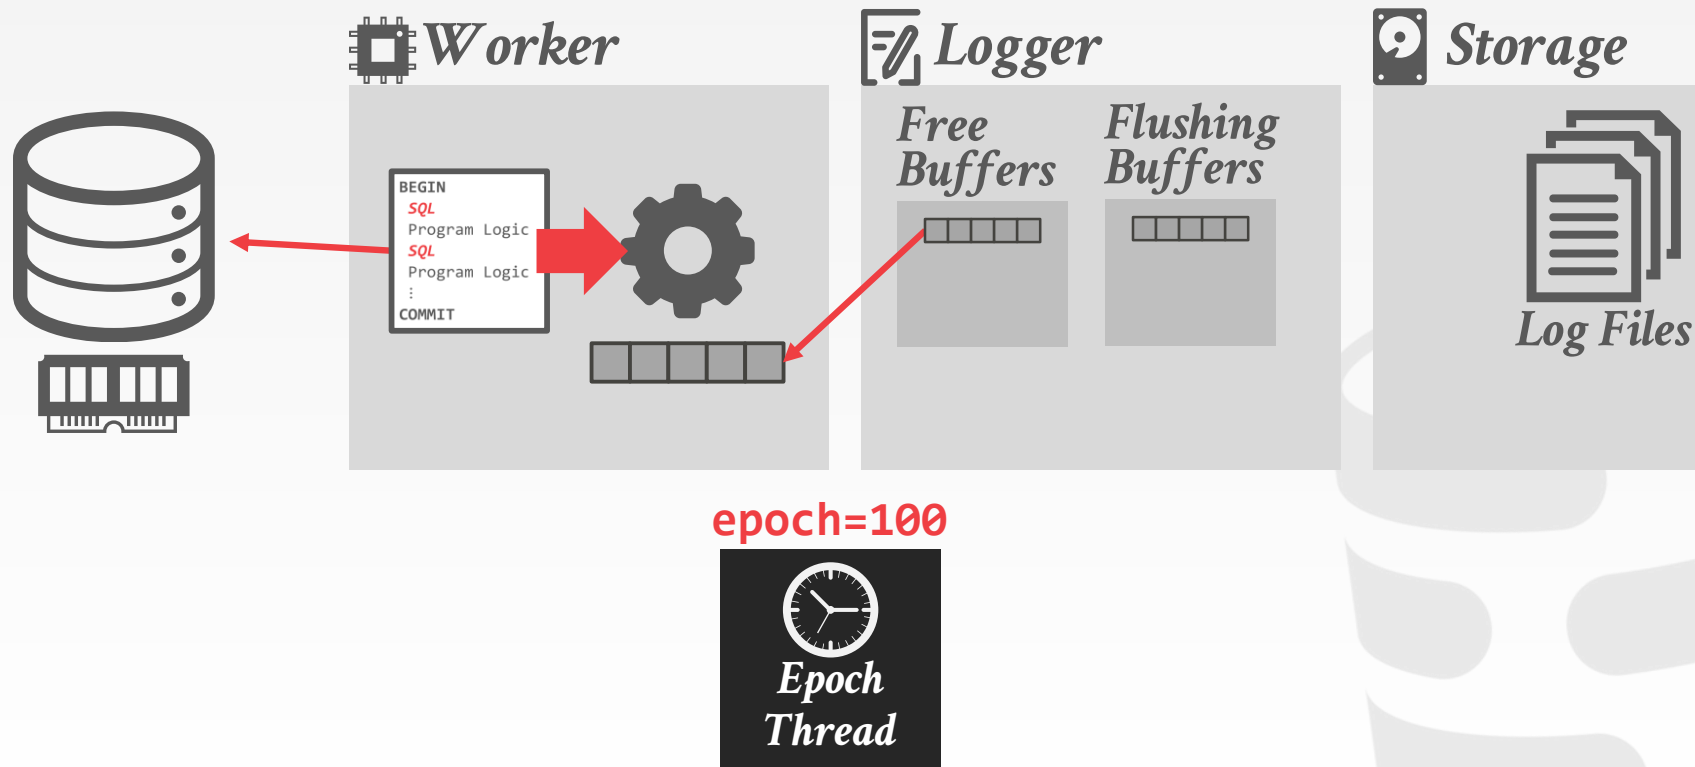 Worker
BEGIN
SQL
Program Logic
SQL
Program Logic
⋮
COMMIT
Logger
Free
Buffers
Flushing
Buffers
Storage
Log Files
epoch=100
Epoch
Thread